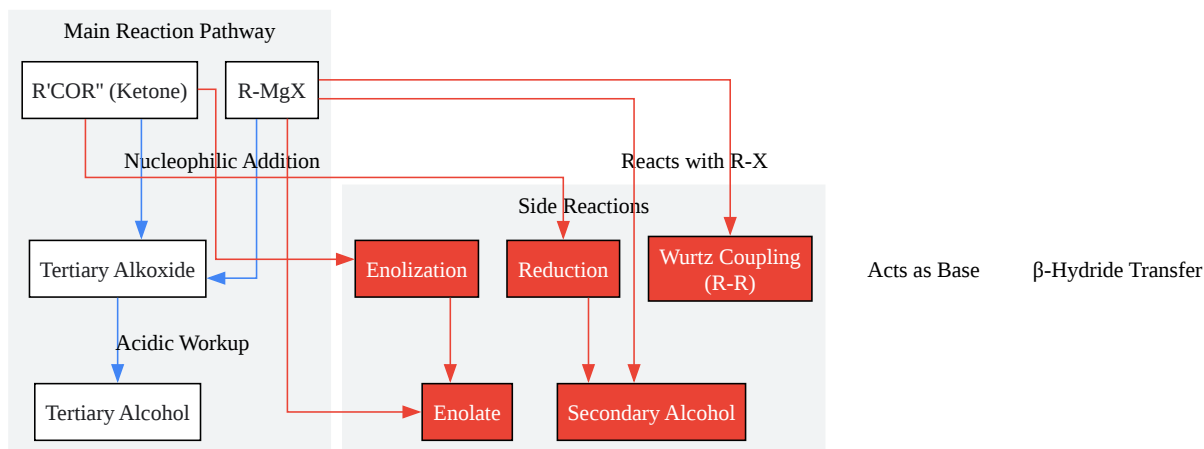 Main Reaction Pathway
R'COR" (Ketone)
R-MgX
Nucleophilic Addition
Reacts with R-X
Side Reactions
Tertiary Alkoxide
Enolization
Reduction
Wurtz Coupling
(R-R)
Acts as Base
β-Hydride Transfer
Acidic Workup
Tertiary Alcohol
Enolate
Secondary Alcohol